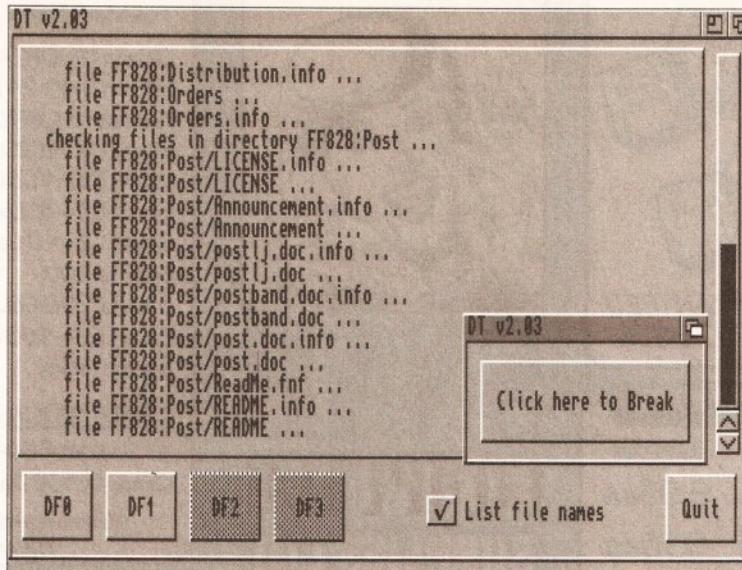 DT v2.03
file FF828:Distribution.info ...
file FF828:Orders ...
file FF828:Orders.info ...
checking files in directory FF828:Post ...
file FF828:Post/LICENSE.info ...
file FF828:Post/LICENSE ...
file FF828:Post/Announcement.info ...
file FF828:Post/Announcement ...
file FF828:Post/postlj.doc.info ...
file FF828:Post/postlj.doc ...
file FF828:Post/postband.doc.info ...
file FF828:Post/postband.doc ...
file FF828:Post/post.doc.info ...
file FF828:Post/post.doc ...
file FF828:Post/ReadMe.fnf ...
file FF828:Post/README.info ...
file FF828:Post/README ...
DT v2.03
Click here to Break
DF0
DF1
DF2
DF3
√ List file names
Quit